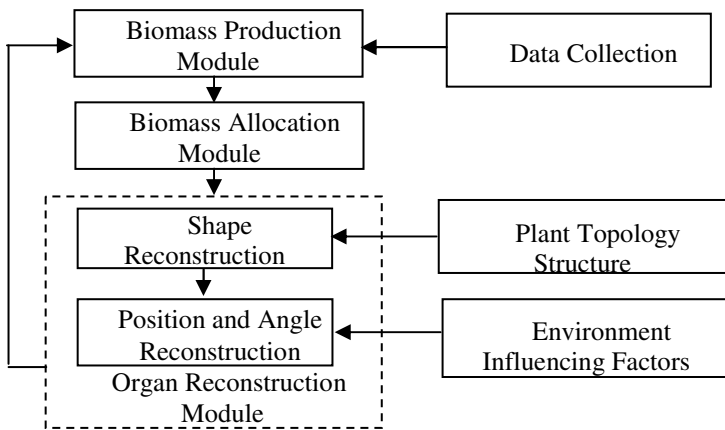 Biomass Production
Module
Data Collection
Biomass Allocation
Module
Shape
Reconstruction
Plant Topology
Structure
Position and Angle
Reconstruction
Environment
Influencing Factors
Organ Reconstruction
Module